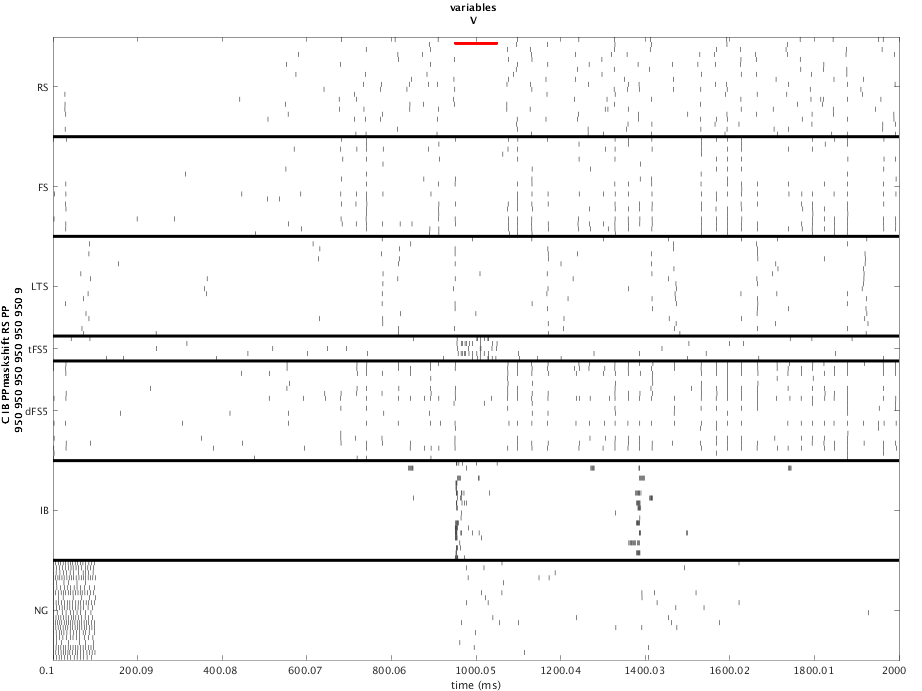 variables
V
RS
FS
LTS
tFS5
dFS5
IB
NG
C IB PPmaskshift RS PP
950 950 950 950 950 950 9
0.1 200.09 400.08 600.07 800.06 1000.05 1200.04 1400.03 1600.02 1800.01 2000
time (ms)